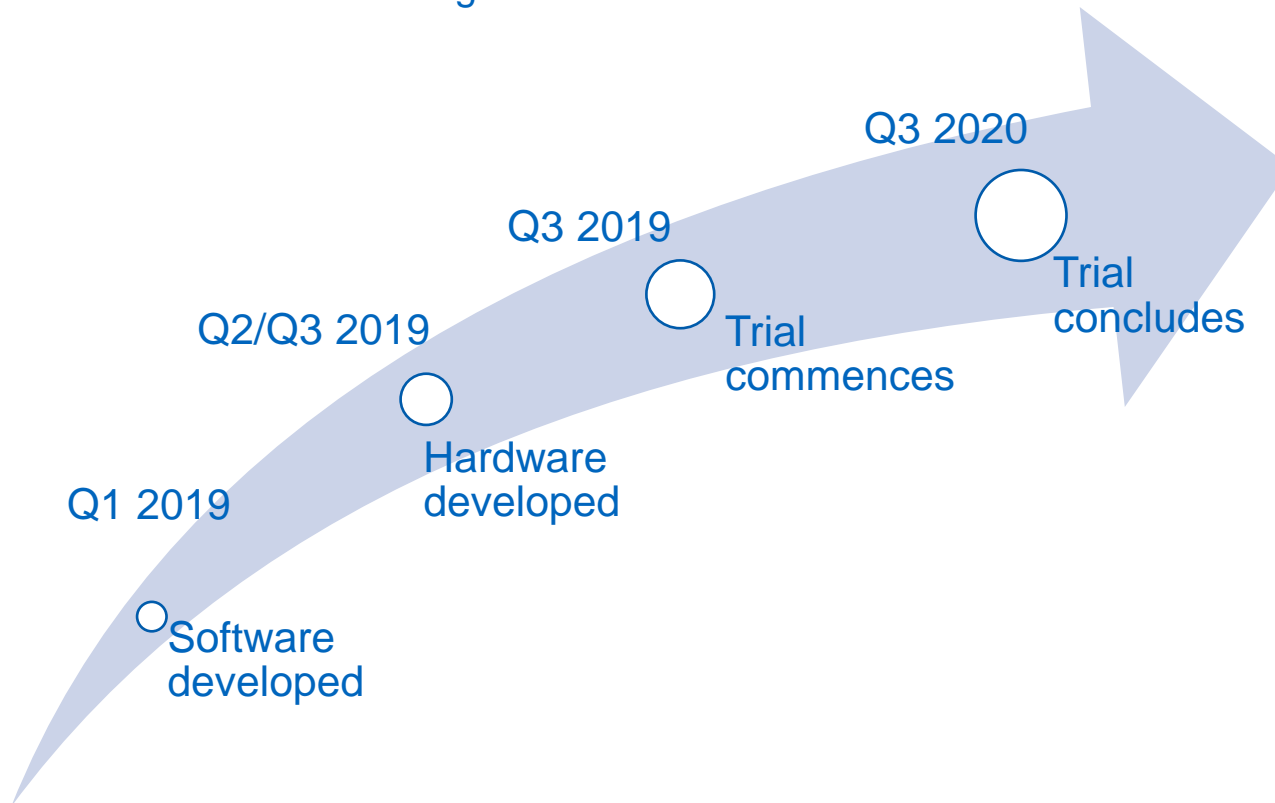 Q3 2020
Trial
concludes
Q3 2019
Trial
commences
Q2/Q3 2019
Hardware
developed
Q1 2019
Software
developed